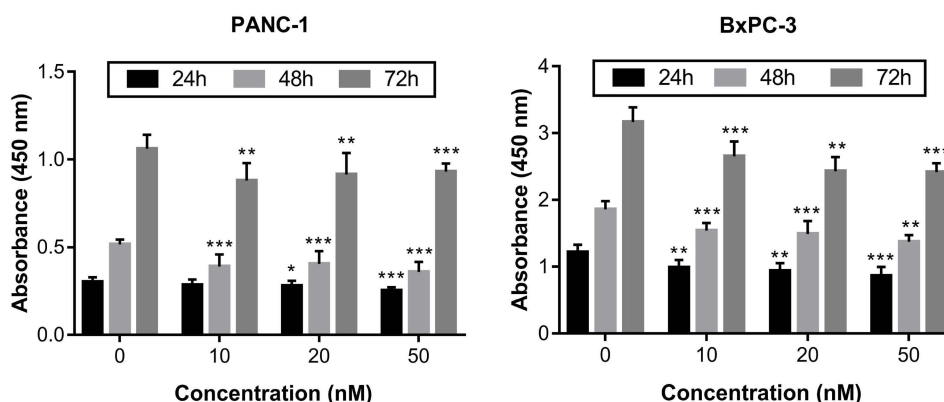 PANC-1
24h 48h 72h
Absorbance (450 nm)
1.5
1.0
0.5
0.0
** ** ***
*** *** ***
* ***
0 10 20 50
Concentration (nM)
BxPC-3
24h 48h 72h
Absorbance (450 nm)
4
3
2
1
0
*** ** ***
*** *** **
** ** ***
0 10 20 50
Concentration (nM)